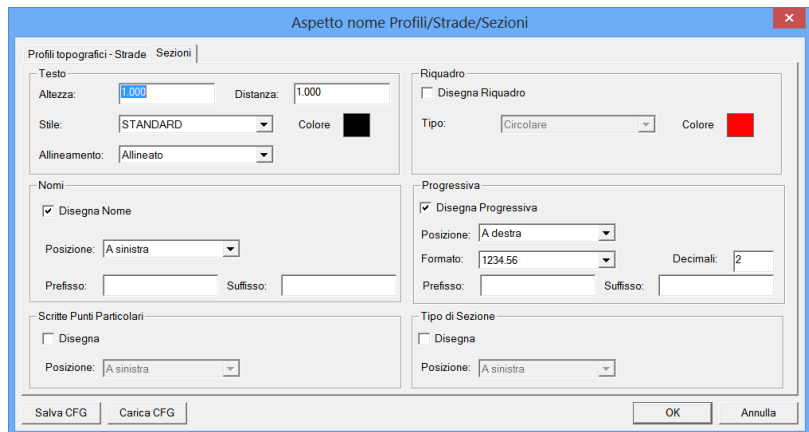 Aspetto nome Profili/Strade/Sezioni
x
Profili topografici - Strade Sezioni
Testo
Altezza: 1.000 Distanza: 1.000
Stile: STANDARD Colore
Allineamento: Allineato
Riquadro
Disegna Riquadro
Tipo: Circolare Colore
Nomi
Disegna Nome
Posizione: A sinistra
Prefisso: Suffisso:
Progressiva
Disegna Progressiva
Posizione: A destra
Formato: 1234.56 Decimali: 2
Prefisso: Suffisso:
Scritte Punti Particolari
Disegna
Posizione: A sinistra
Tipo di Sezione
Disegna
Posizione: A sinistra
Salva CFG Carica CFG OK Annulla